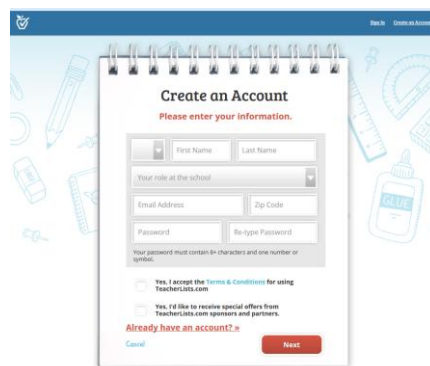 Sign In Create an Account
Create an Account
Please enter your information.
First Name Last Name
Your role at the school
Email Address Zip Code
Password Re-type Password
Your password must contain 8+ characters and one number or
symbol.
Yes, I accept the Terms & Conditions for using
TeacherLists.com
Yes, I'd like to receive special offers from
TeacherLists.com sponsors and partners.
Already have an account? »
Cancel Next
GLUE